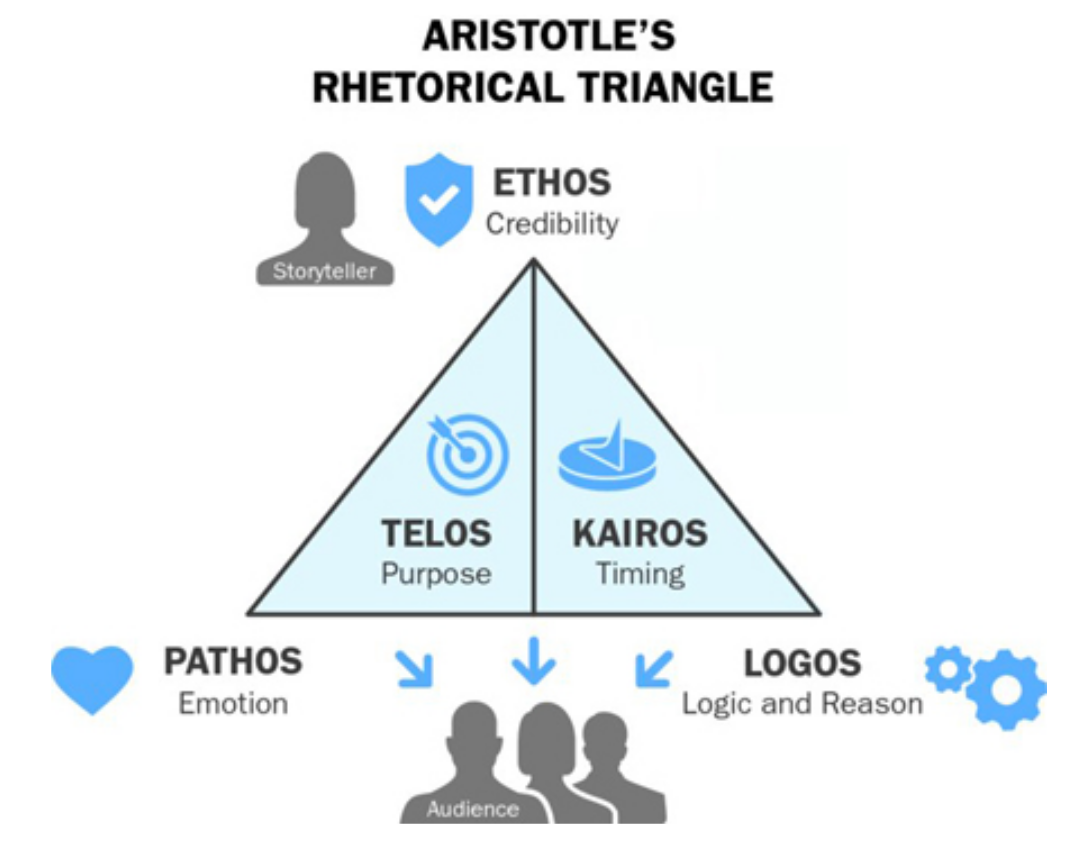 ARISTOTLE’S
RHETORICAL TRIANGLE
ETHOS
Credibility
Storyteller
TELOS
Purpose
KAIROS
Timing
PATHOS
Emotion
LOGOS
Logic and Reason
Audience